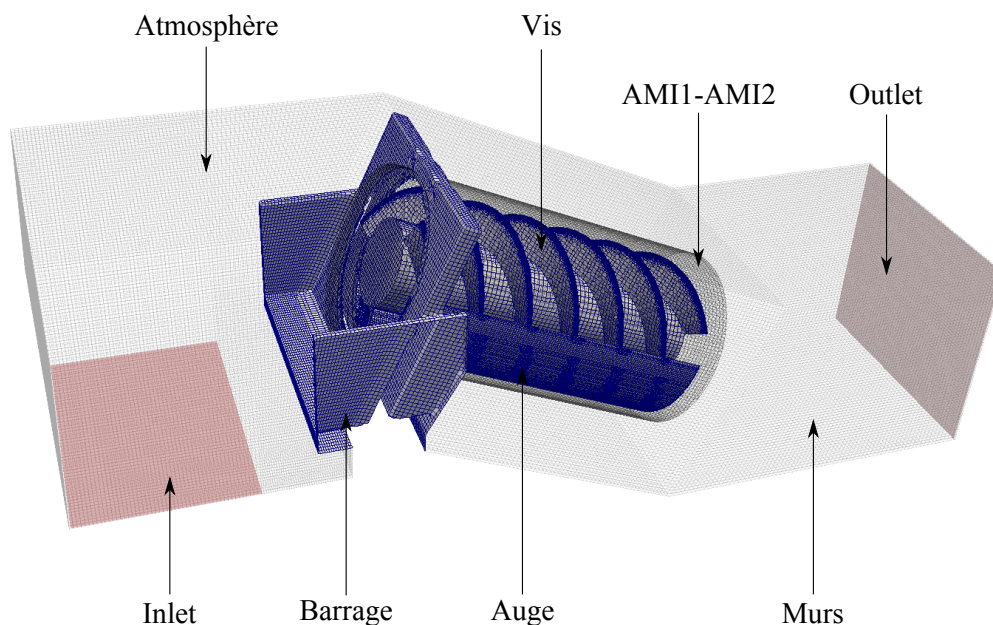 Atmosphère
Vis
AMI1-AMI2
Outlet
Inlet
Barrage
Auge
Murs